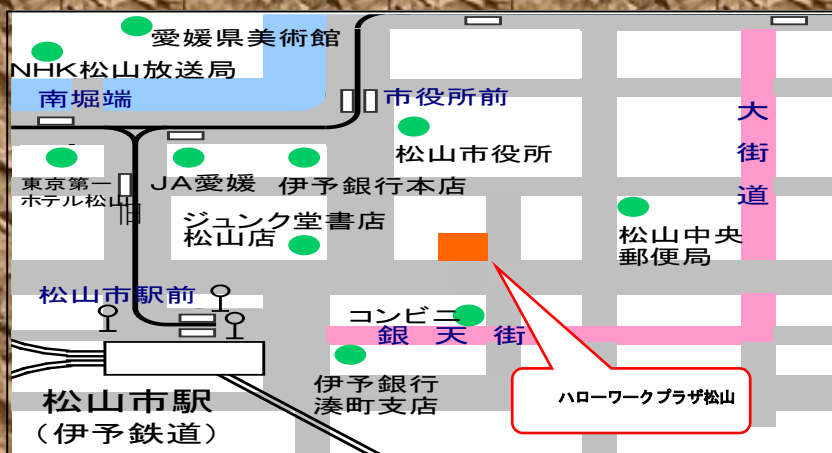 愛媛県美術館
NHK松山放送局
南堀端
市役所前
大街道
松山市役所
東京第一
ホテル松山
JA愛媛
伊予銀行本店
ジュンク堂書店
松山店
松山中央
郵便局
松山市駅前
コンビニ
銀天街
伊予銀行
湊町支店
ハローワークプラザ松山
松山市駅
（伊予鉄道）